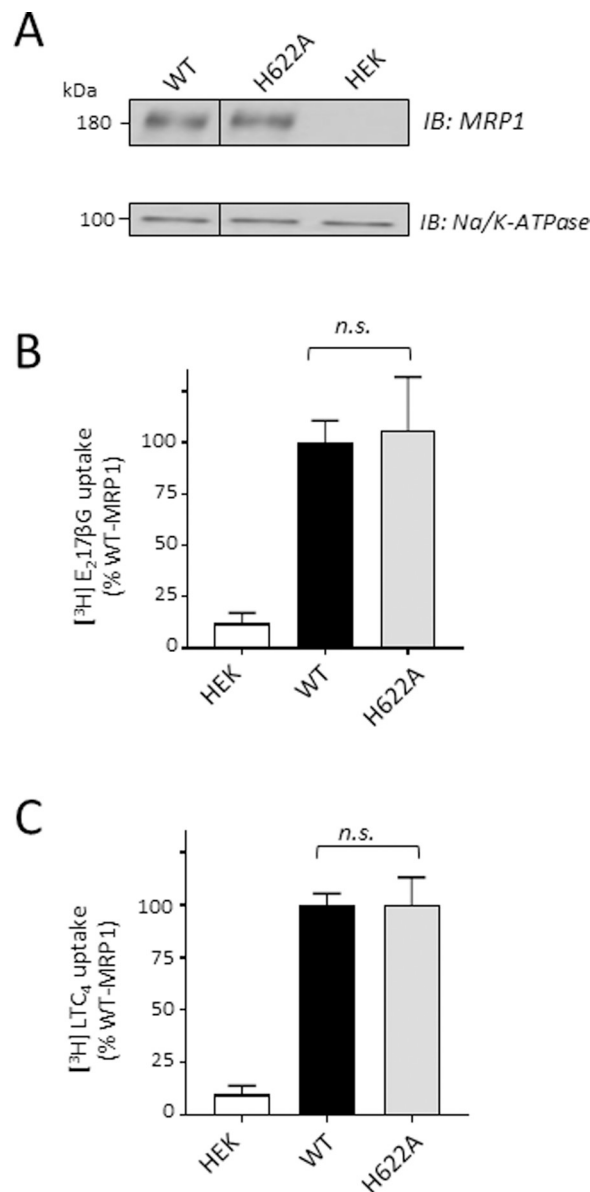 A
WT H622A HEK
kDa
180 IB: MRP1
100 IB: Na/K-ATPase
B
n.s.
[³H] E₂17βG uptake
(% WT-MRP1)
100
75
50
25
0
HEK WT H622A
C
n.s.
[³H] LTC₄ uptake
(% WT-MRP1)
100
75
50
25
0
HEK WT H622A